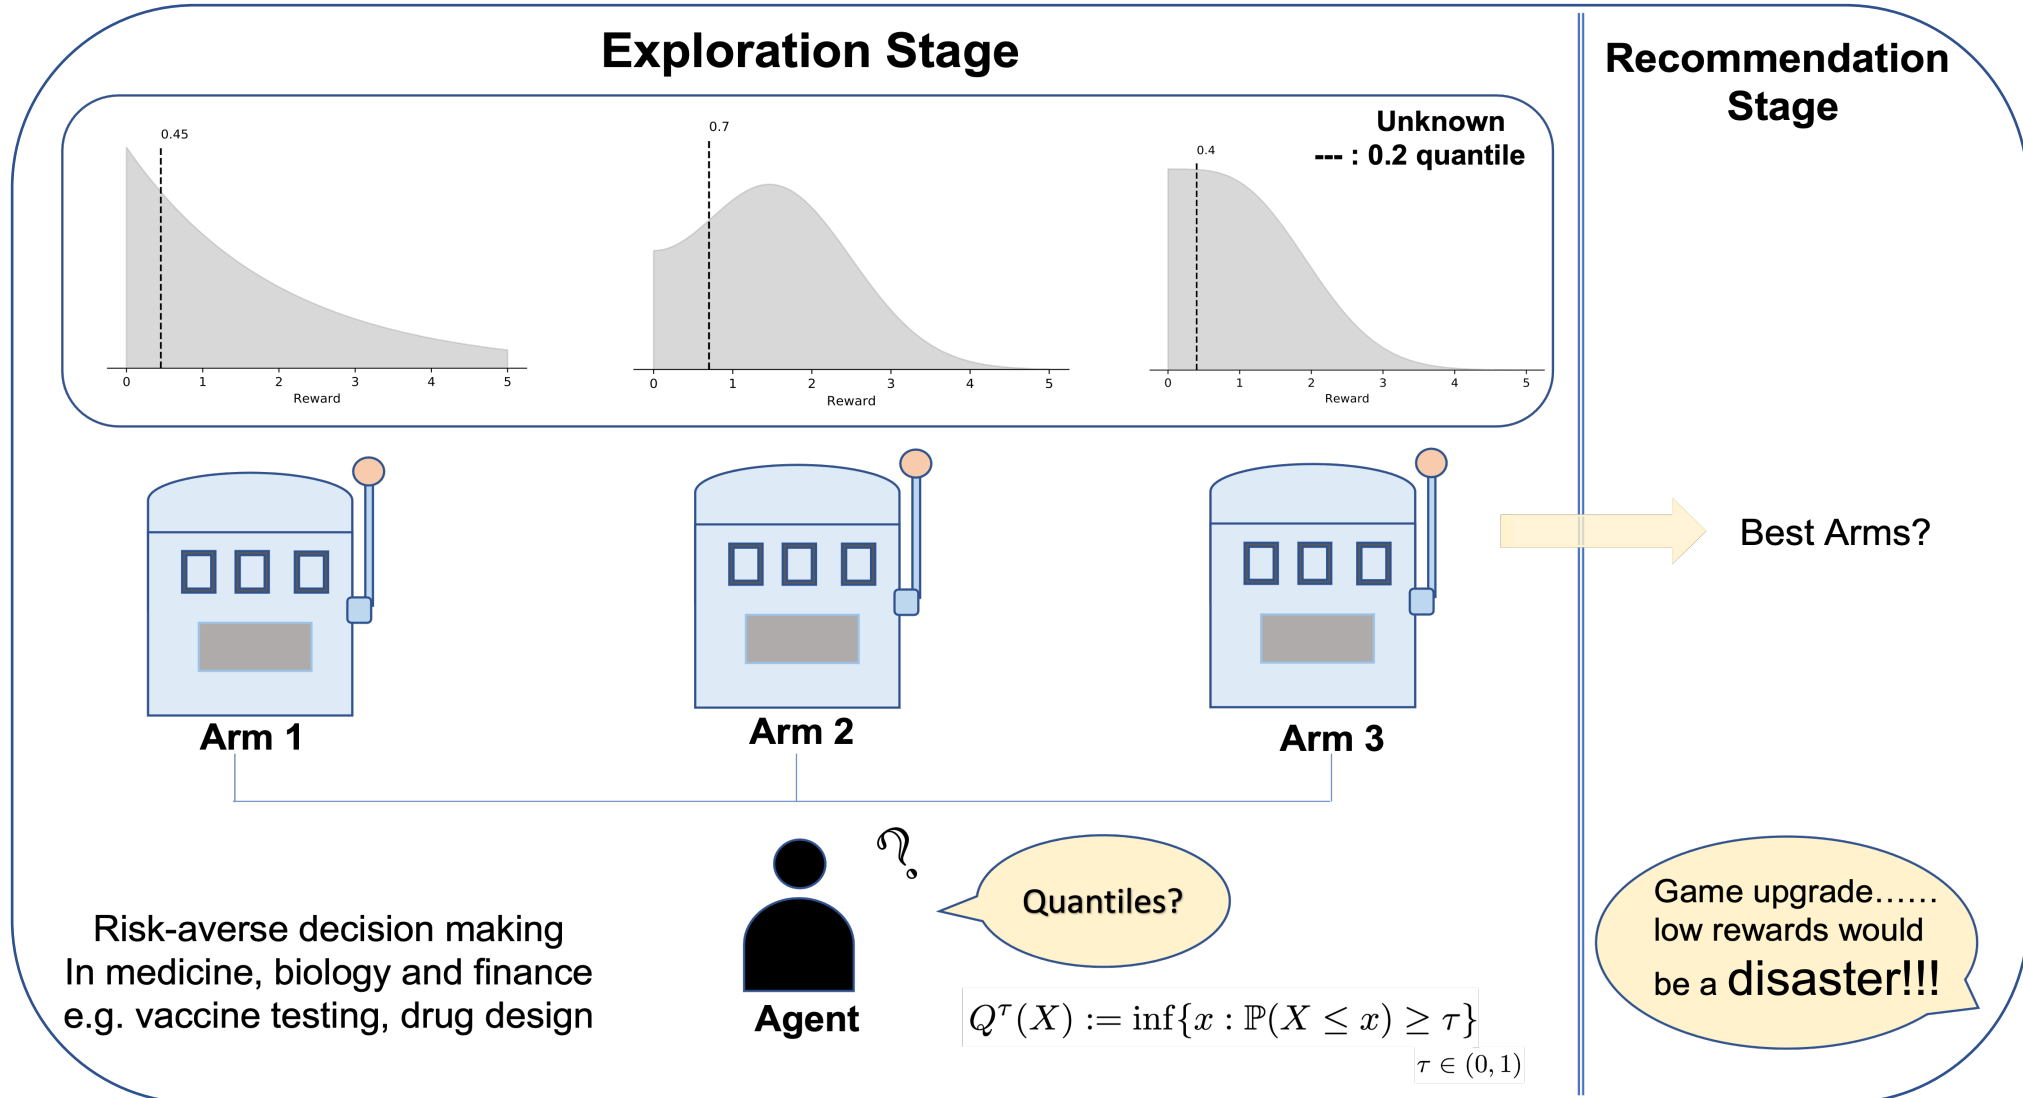 Exploration Stage
Recommendation
Stage
Unknown
--- : 0.2 quantile
0.45
0.7
0.4
0 1 2 3 4 5
Reward
0 1 2 3 4 5
Reward
0 1 2 3 4 5
Reward
Best Arms?
Arm 1
Arm 2
Arm 3
?
Quantiles?
Risk-averse decision making
In medicine, biology and finance
e.g. vaccine testing, drug design
Agent
Q^τ(X) := inf{x : ℙ(X ≤ x) ≥ τ}
τ ∈ (0, 1)
Game upgrade……
low rewards would
be a disaster!!!